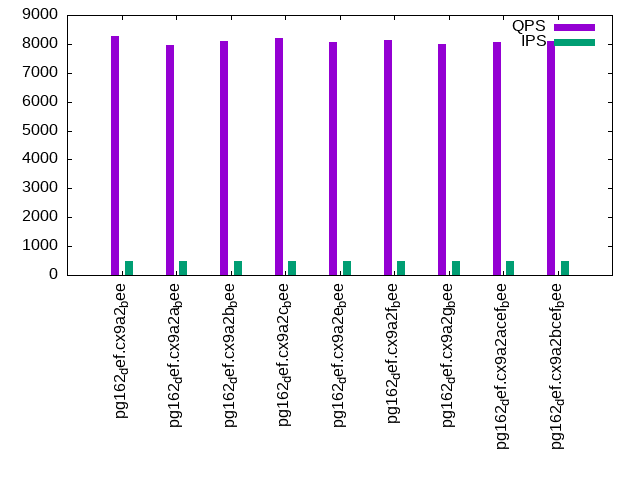 9000
8000
7000
6000
5000
4000
3000
2000
1000
0
QPS
IPS
pg162def.cx9a2bee
pg162def.cx9a2abee
pg162def.cx9a2bbee
pg162def.cx9a2cbee
pg162def.cx9a2ebee
pg162def.cx9a2fbee
pg162def.cx9a2gbee
pg162def.cx9a2acefbee
pg162def.cx9a2bcefbee